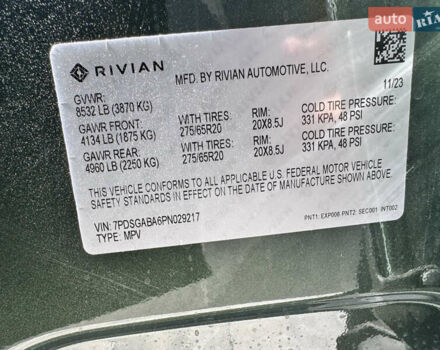 RIVIAN
MFD. BY RIVIAN AUTOMOTIVE, LLC.
11/23
GVWR:
8532 LB (3870 KG)
GAWR FRONT: WITH TIRES: RIM: COLD TIRE PRESSURE:
4134 LB (1875 KG) 275/65R20 20X8.5J 331 KPA, 48 PSI
GAWR REAR: WITH TIRES: RIM: COLD TIRE PRESSURE:
4960 LB (2250 KG) 275/65R20 20X8.5J 331 KPA, 48 PSI
THIS VEHICLE CONFORMS TO ALL APPLICABLE U.S. FEDERAL MOTOR VEHICLE
SAFETY STANDARDS IN EFFECT ON THE DATE OF MANUFACTURE SHOWN ABOVE.
VIN: 7PDSGABA6PN029217
TYPE: MPV
PNT1: EXP008 PNT2: SEC001 INT002
AUTO
RIA